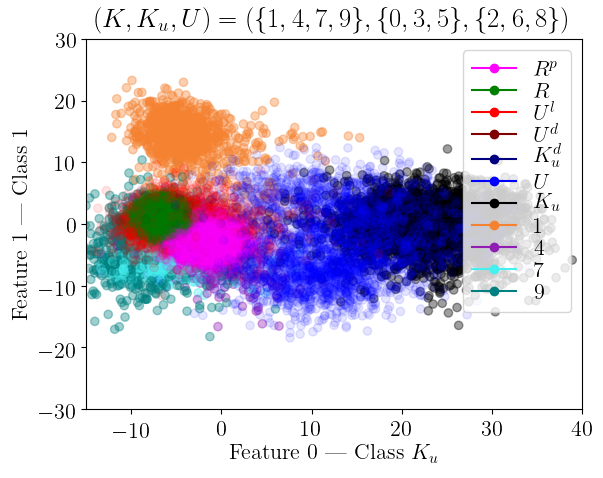 (K, K_u, U) = ({1, 4, 7, 9}, {0, 3, 5}, {2, 6, 8})
30
20
10
0
−10
−20
−30
Feature 1 — Class 1
R^p
R
U^l
U^d
K_u^d
U
K_u
1
4
7
9
−10
0
10
20
30
40
Feature 0 — Class K_u